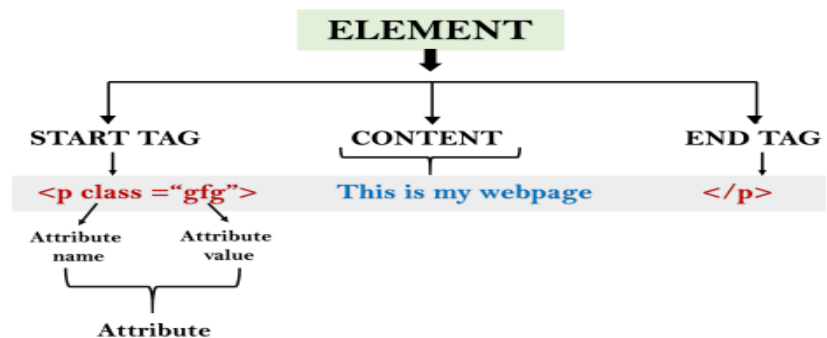 ELEMENT
START TAG CONTENT END TAG
<p class =“gfg”> This is my webpage </p>
Attribute name
Attribute value
Attribute